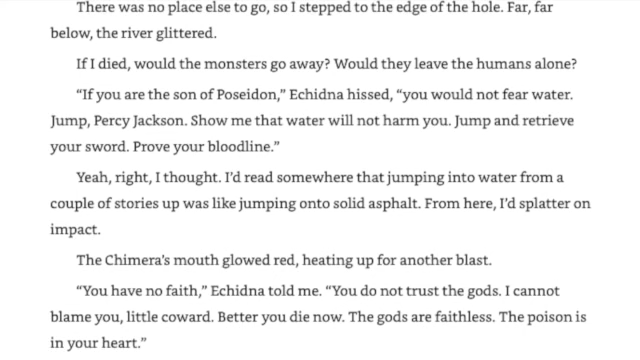 There was no place else to go, so I stepped to the edge of the hole. Far, far
below, the river glittered.
If I died, would the monsters go away? Would they leave the humans alone?
“If you are the son of Poseidon,” Echidna hissed, “you would not fear water.
Jump, Percy Jackson. Show me that water will not harm you. Jump and retrieve
your sword. Prove your bloodline.”
Yeah, right, I thought. I’d read somewhere that jumping into water from a
couple of stories up was like jumping onto solid asphalt. From here, I’d splatter on
impact.
The Chimera’s mouth glowed red, heating up for another blast.
“You have no faith,” Echidna told me. “You do not trust the gods. I cannot
blame you, little coward. Better you die now. The gods are faithless. The poison is
in your heart.”